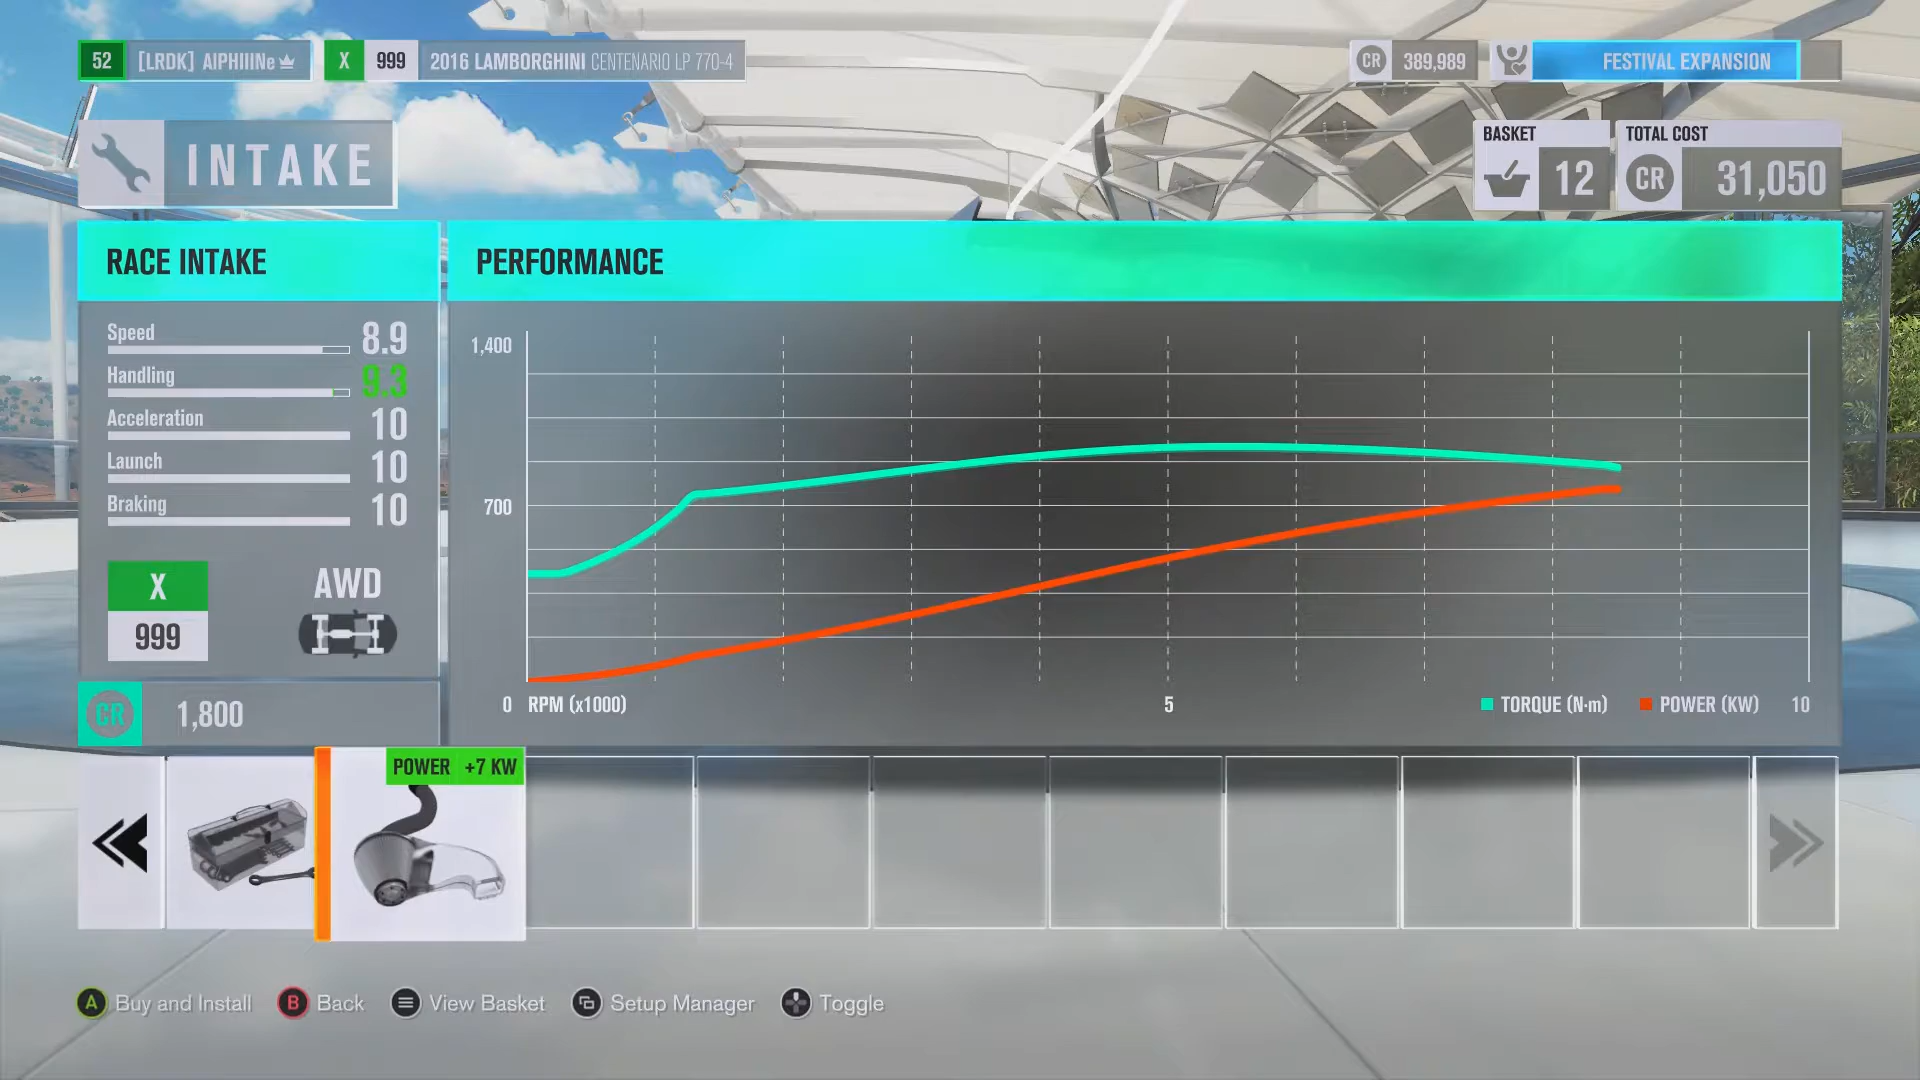 52 [LRDK] AIPHIIINe X 999 2016 LAMBORGHINI CENTENARIO LP 770-4
CR 389,989 FESTIVAL EXPANSION
INTAKE
BASKET 12
TOTAL COST CR 31,050
RACE INTAKE
Speed 8.9
Handling 9.3
Acceleration 10
Launch 10
Braking 10
X AWD
999
CR 1,800
PERFORMANCE
1,400
700
0 RPM (x1000) 5 TORQUE (N·m) POWER (KW) 10
POWER +7 KW
A Buy and Install B Back View Basket Setup Manager Toggle